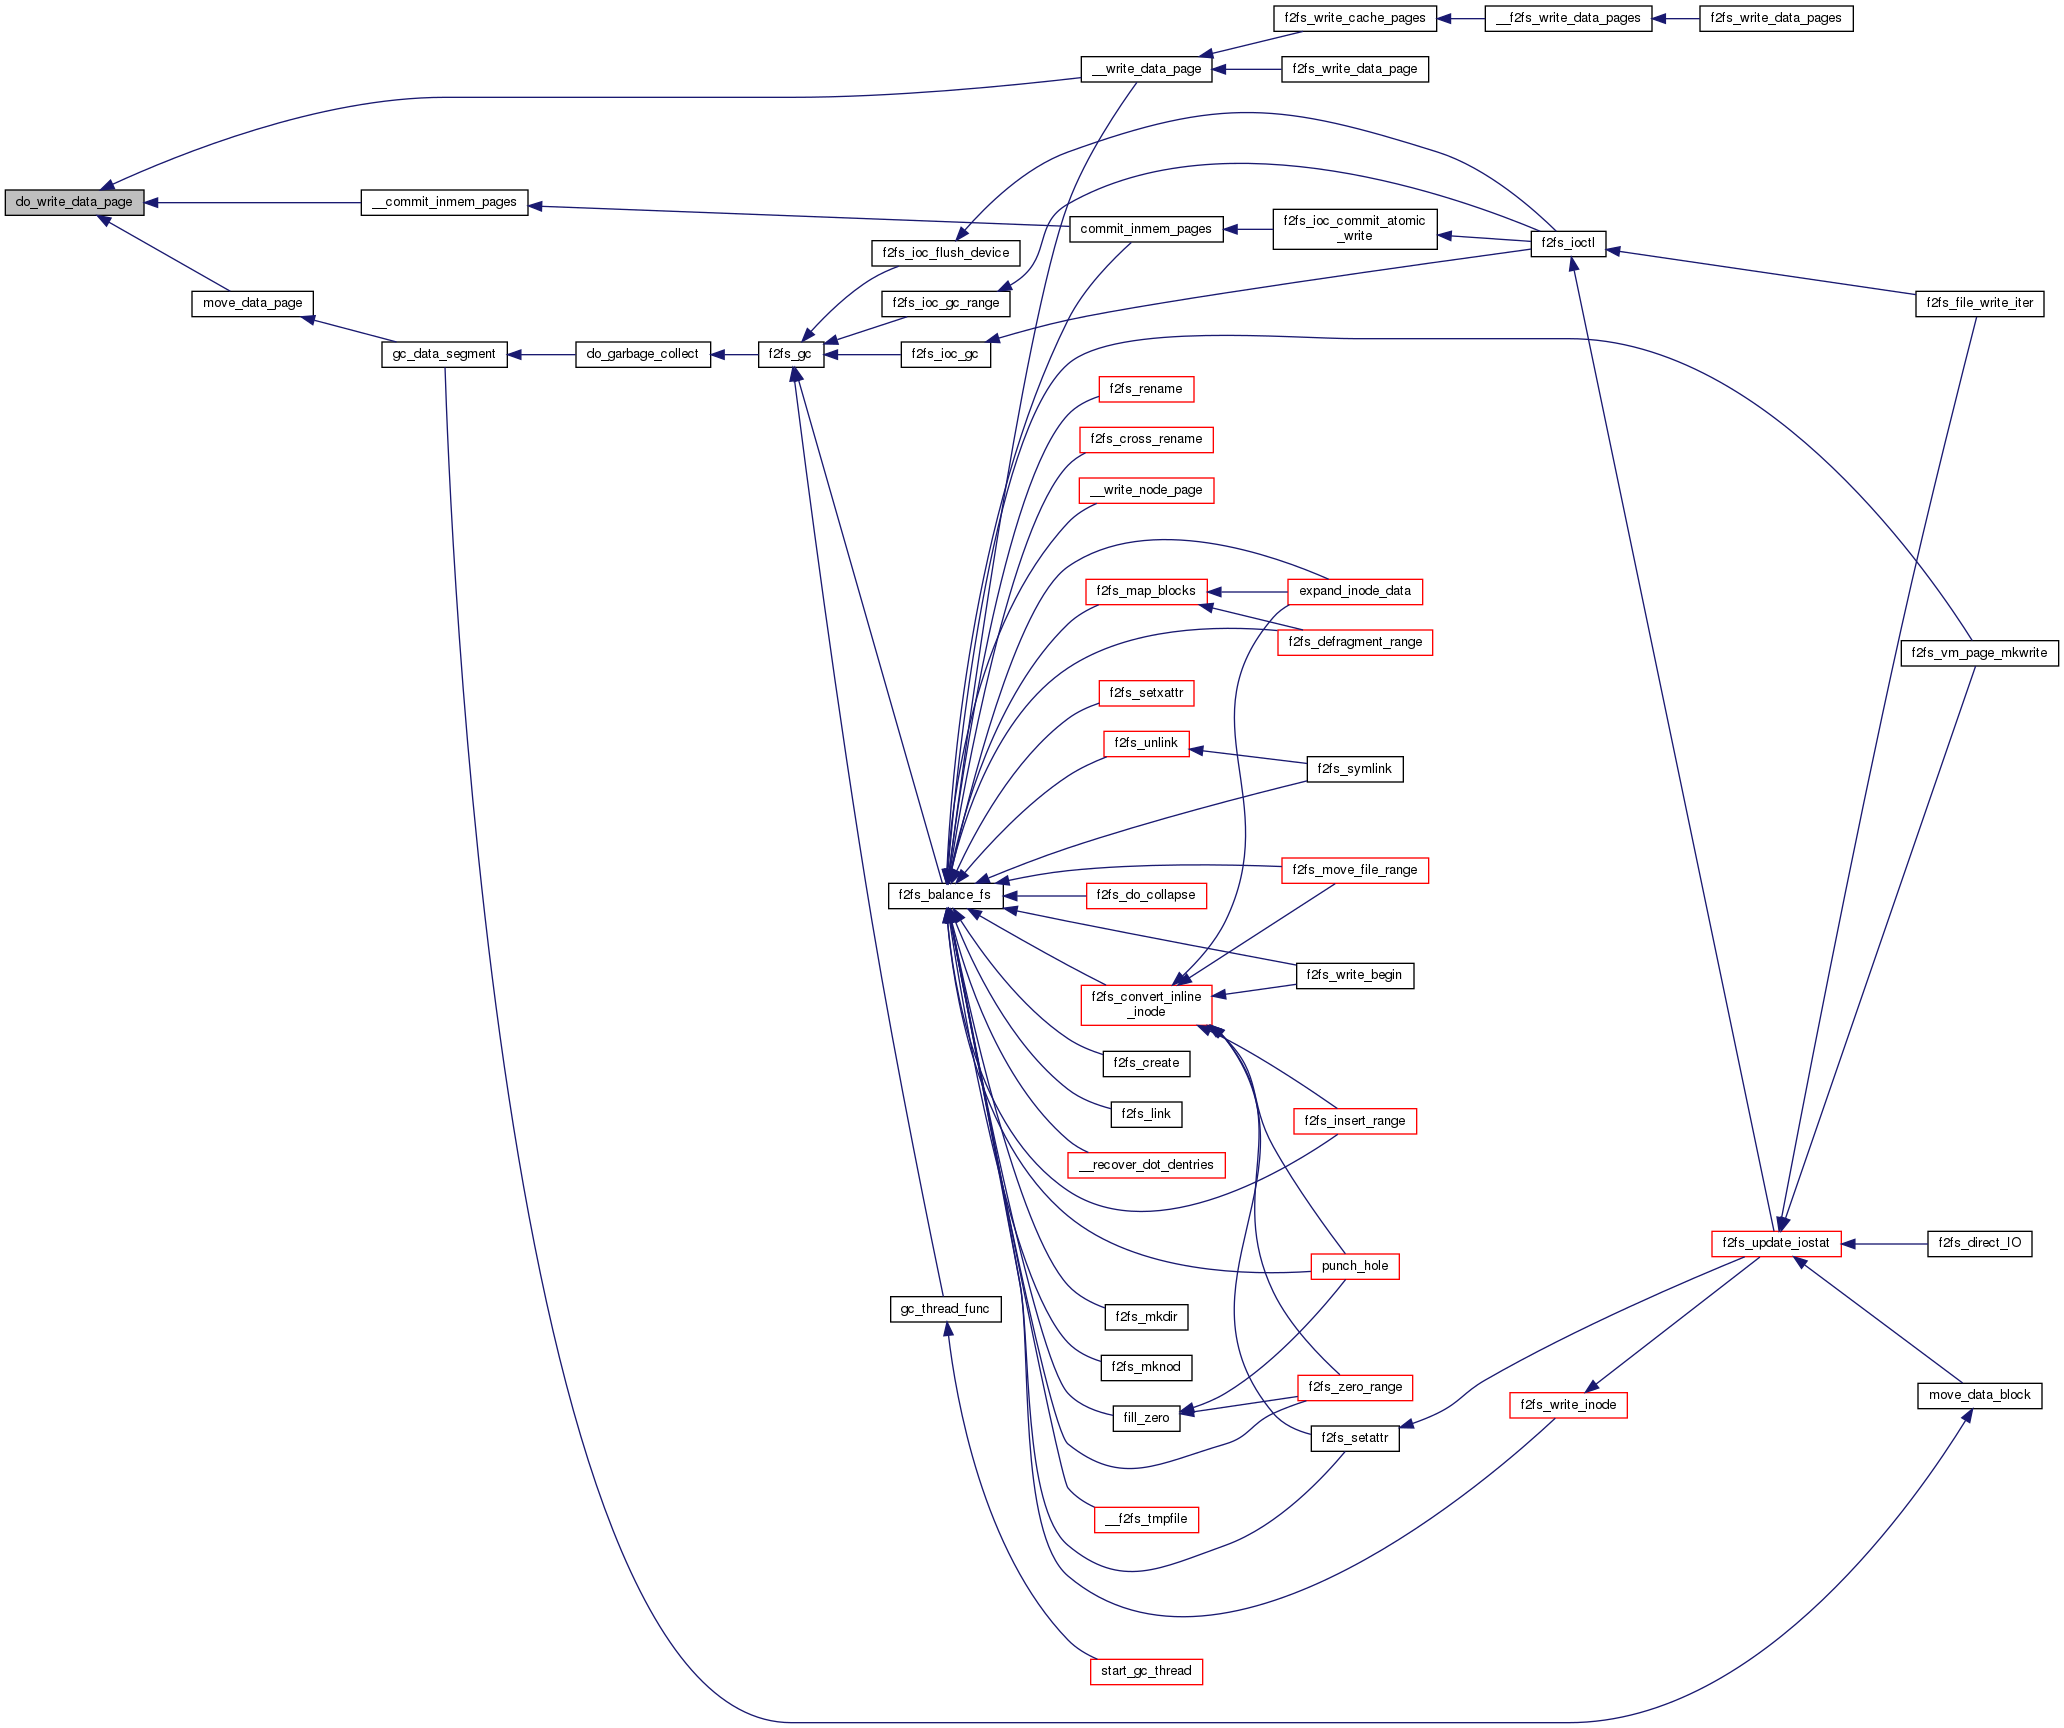 f2fs_write_cache_pages
__f2fs_write_data_pages
f2fs_write_data_pages
__write_data_page
f2fs_write_data_page
do_write_data_page
__commit_inmem_pages
commit_inmem_pages
f2fs_ioc_commit_atomic
_write
f2fs_ioctl
f2fs_ioc_flush_device
move_data_page
f2fs_ioc_gc_range
f2fs_file_write_iter
gc_data_segment
do_garbage_collect
f2fs_gc
f2fs_ioc_gc
f2fs_rename
f2fs_cross_rename
__write_node_page
f2fs_map_blocks
expand_inode_data
f2fs_defragment_range
f2fs_vm_page_mkwrite
f2fs_setxattr
f2fs_unlink
f2fs_symlink
f2fs_move_file_range
f2fs_balance_fs
f2fs_do_collapse
f2fs_write_begin
f2fs_convert_inline
_inode
f2fs_create
f2fs_link
f2fs_insert_range
__recover_dot_dentries
f2fs_update_iostat
f2fs_direct_IO
punch_hole
gc_thread_func
f2fs_mkdir
f2fs_mknod
f2fs_zero_range
move_data_block
f2fs_write_inode
fill_zero
f2fs_setattr
__f2fs_tmpfile
start_gc_thread